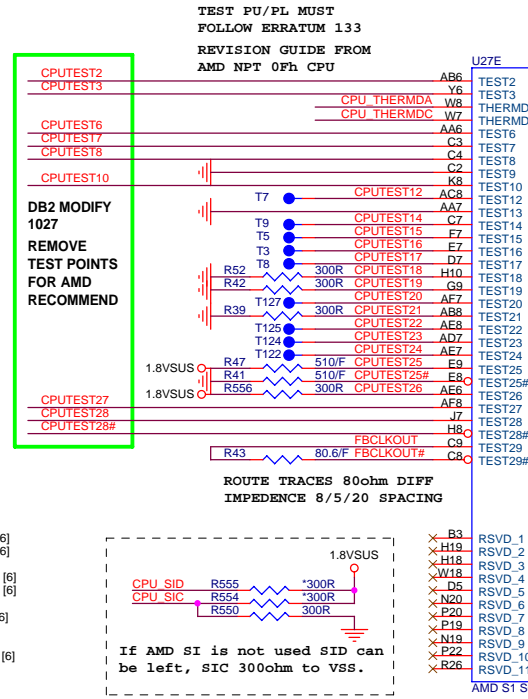 TEST PU/PL MUST
FOLLOW ERRATUM 133
REVISION GUIDE FROM
AMD NPT 0Fh CPU
U27E
CPUTEST2 AB6 TEST2
CPUTEST3 Y6 TEST3
CPU_THERMDA W8 THERMD
CPU_THERMDC W7 THERMD
CPUTEST6 AA6 TEST6
CPUTEST7 C3 TEST7
CPUTEST8 C4 TEST8
C2 TEST9
CPUTEST10 K8 TEST10
T7 CPUTEST12 AC8 TEST12
AA7 TEST13
T9 CPUTEST14 C7 TEST14
T5 CPUTEST15 F7 TEST15
T3 CPUTEST16 E7 TEST16
T8 CPUTEST17 D7 TEST17
R52 300R CPUTEST18 H10 TEST18
R42 300R CPUTEST19 G9 TEST19
T127 CPUTEST20 AF7 TEST20
R39 300R CPUTEST21 AB8 TEST21
T125 CPUTEST22 AE8 TEST22
T124 CPUTEST23 AD7 TEST23
T122 CPUTEST24 AE7 TEST24
1.8VSUS R47 510/F CPUTEST25 E9 TEST25
R41 510/F CPUTEST25# E8 TEST25#
1.8VSUS R556 300R CPUTEST26 AE6 TEST26
CPUTEST27 AF8 TEST27
CPUTEST28 J7 TEST28
CPUTEST28# H8 TEST28#
FBCLKOUT C9 TEST29
R43 80.6/F FBCLKOUT# C8 TEST29#
DB2 MODIFY
1027
REMOVE
TEST POINTS
FOR AMD
RECOMMEND
ROUTE TRACES 80ohm DIFF
IMPEDENCE 8/5/20 SPACING
6]
6]
[6]
[6]
6]
[6]
1.8VSUS
CPU_SID R555 *300R
CPU_SIC R554 *300R
R550 300R
If AMD SI is not used SID can
be left, SIC 300ohm to VSS.
B3 RSVD_1
H19 RSVD_2
H18 RSVD_3
W18 RSVD_4
D5 RSVD_5
N20 RSVD_6
P20 RSVD_7
P19 RSVD_8
N19 RSVD_9
P22 RSVD_10
R26 RSVD_11
AMD S1 S